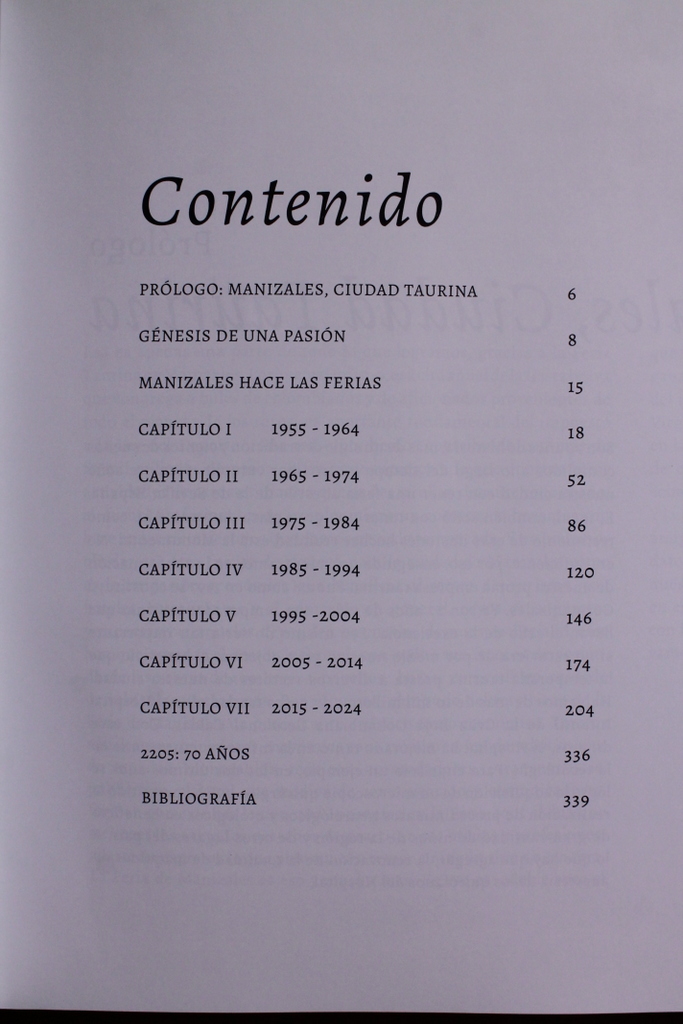 Contenido
PRÓLOGO: MANIZALES, CIUDAD TAURINA 6
GÉNESIS DE UNA PASIÓN 8
MANIZALES HACE LAS FERIAS 15
CAPÍTULO I 1955 - 1964 18
CAPÍTULO II 1965 - 1974 52
CAPÍTULO III 1975 - 1984 86
CAPÍTULO IV 1985 - 1994 120
CAPÍTULO V 1995 -2004 146
CAPÍTULO VI 2005 - 2014 174
CAPÍTULO VII 2015 - 2024 204
2205: 70 AÑOS 336
BIBLIOGRAFÍA 339